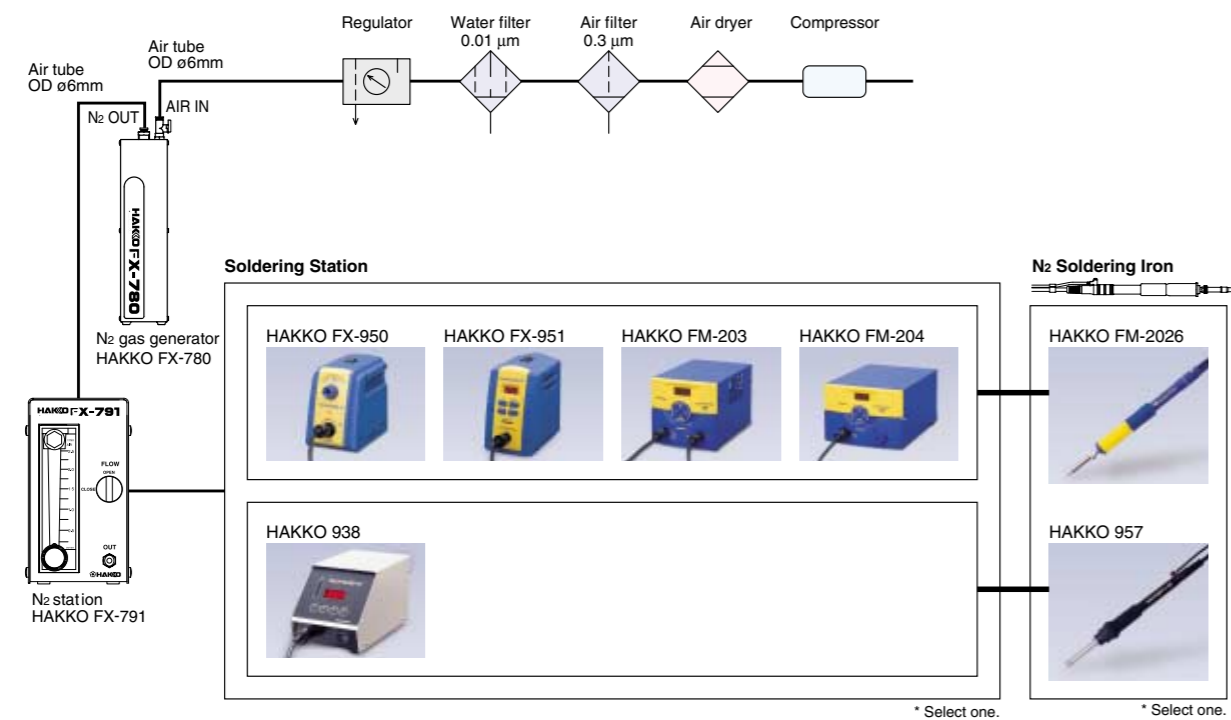 Regulator
Water filter
0.01 µm
Air filter
0.3 µm
Air dryer
Compressor
Air tube
OD ø6mm
Air tube
OD ø6mm
N2 OUT
AIR IN
HAKKO FX-780
N2 gas generator
HAKKO FX-780
HAKKO FX-791
FLOW
OPEN
CLOSE
OUT
HAKKO
N2 station
HAKKO FX-791
Soldering Station
HAKKO FX-950
HAKKO FX-951
HAKKO FM-203
HAKKO FM-204
HAKKO 938
* Select one.
N2 Soldering Iron
HAKKO FM-2026
HAKKO 957
* Select one.